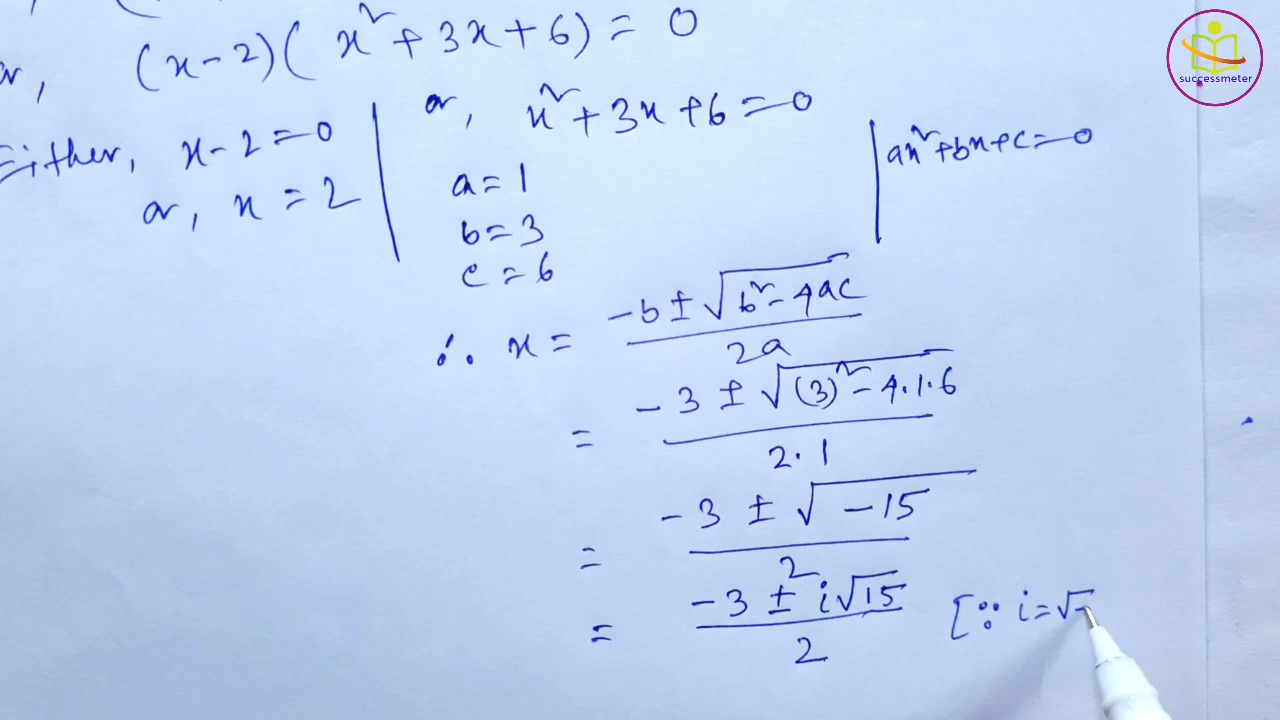 or, (x-2)(x²+3x+6)=0
Either, x-2=0
or, x=2
or, x²+3x+6=0
a=1
b=3
c=6
ax²+bx+c=0
∴ x = (-b±√(b²-4ac))/2a
= (-3±√((3)²-4.1.6))/2.1
= (-3±√(-15))/2
= (-3±i√15)/2 [∵ i=√-
successmeter